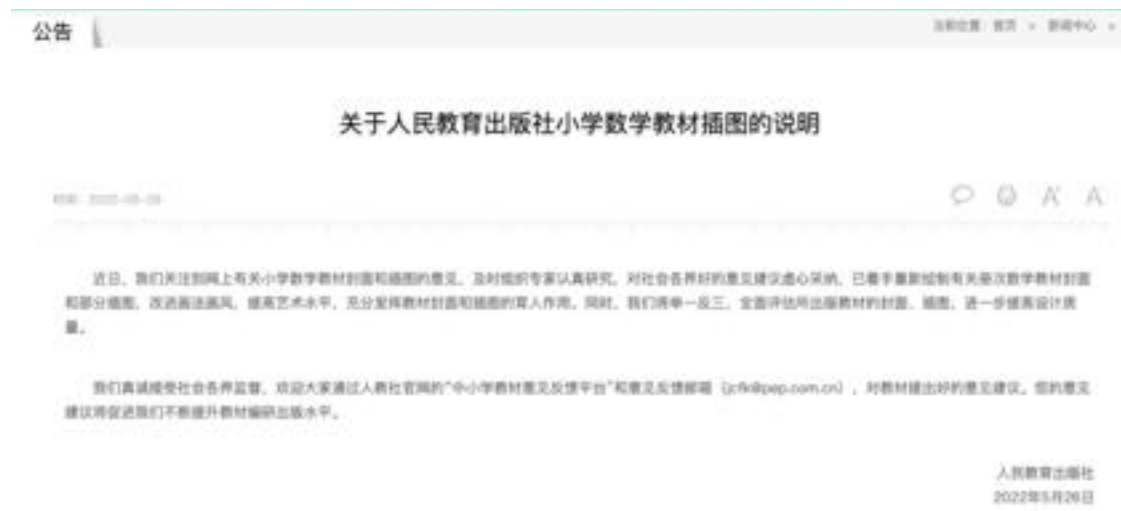 公告
当前位置: 首页 > 新闻中心 >
关于人民教育出版社小学数学教材插图的说明
近日，我们关注到网上有关小学数学教材封面和插图的意见，及时组织专家认真研究，对社会各界好的意见建议虚心采纳，已着手重新绘制有关册次数学教材封面
和部分插图，改进画法画风，提高艺术水平，充分发挥教材封面和插图的育人作用。同时，我们将举一反三，全面评估所出版教材的封面、插图，进一步提高设计质
量。
我们真诚接受社会各界监督，欢迎大家通过人教社官网的"中小学教材意见反馈平台"和意见反馈邮箱（jcfk@pep.com.cn），对教材提出好的意见建议。您的意见
建议将促进我们不断提升教材编研出版水平。
人民教育出版社
2022年5月26日